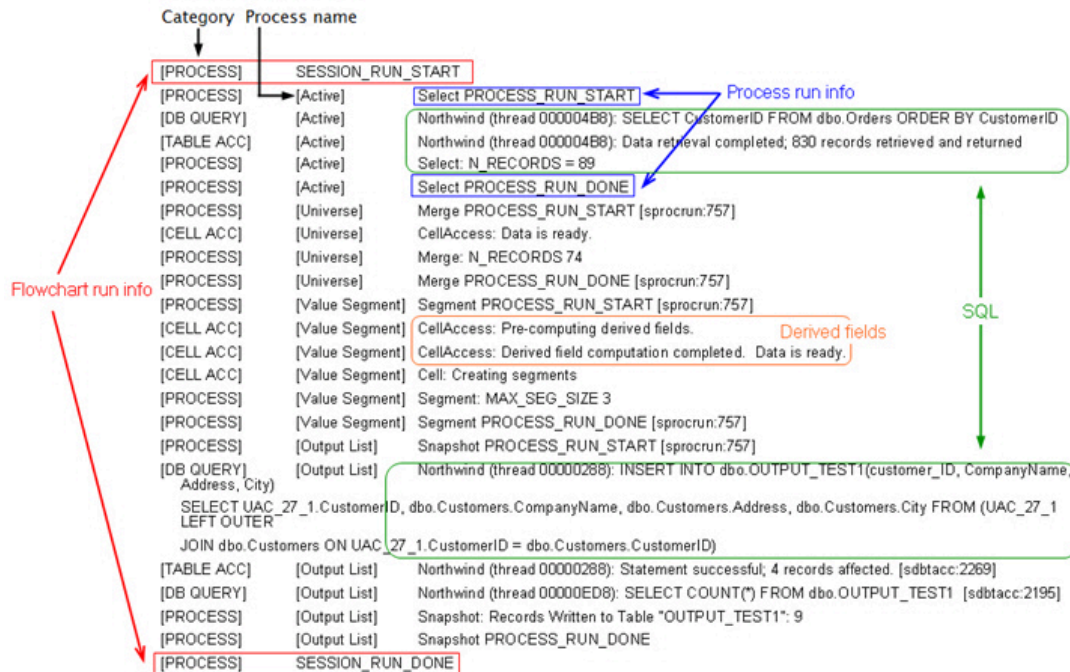 Category Process name
[PROCESS] SESSION_RUN_START
[PROCESS] [Active] Select PROCESS_RUN_START Process run info
[DB QUERY] [Active] Northwind (thread 000004B8): SELECT CustomerID FROM dbo.Orders ORDER BY CustomerID
[TABLE ACC] [Active] Northwind (thread 000004B8): Data retrieval completed; 830 records retrieved and returned
[PROCESS] [Active] Select: N_RECORDS = 89
[PROCESS] [Active] Select PROCESS_RUN_DONE
[PROCESS] [Universe] Merge PROCESS_RUN_START [sprocrun:757]
[CELL ACC] [Universe] CellAccess: Data is ready.
[PROCESS] [Universe] Merge: N_RECORDS 74
[PROCESS] [Universe] Merge PROCESS_RUN_DONE [sprocrun:757]
Flowchart run info
[PROCESS] [Value Segment] Segment PROCESS_RUN_START [sprocrun:757]
SQL
[CELL ACC] [Value Segment] CellAccess: Pre-computing derived fields. Derived fields
[CELL ACC] [Value Segment] CellAccess: Derived field computation completed. Data is ready.
[CELL ACC] [Value Segment] Cell: Creating segments
[PROCESS] [Value Segment] Segment: MAX_SEG_SIZE 3
[PROCESS] [Value Segment] Segment PROCESS_RUN_DONE [sprocrun:757]
[PROCESS] [Output List] Snapshot PROCESS_RUN_START [sprocrun:757]
[DB QUERY] [Output List] Northwind (thread 00000288): INSERT INTO dbo.OUTPUT_TEST1(customer_ID, CompanyName,
Address, City)
SELECT UAC_27_1.CustomerID, dbo.Customers.CompanyName, dbo.Customers.Address, dbo.Customers.City FROM (UAC_27_1
LEFT OUTER
JOIN dbo.Customers ON UAC_27_1.CustomerID = dbo.Customers.CustomerID)
[TABLE ACC] [Output List] Northwind (thread 00000288): Statement successful; 4 records affected. [sdbtacc:2269]
[DB QUERY] [Output List] Northwind (thread 00000ED8): SELECT COUNT(*) FROM dbo.OUTPUT_TEST1 [sdbtacc:2195]
[PROCESS] [Output List] Snapshot: Records Written to Table "OUTPUT_TEST1": 9
[PROCESS] [Output List] Snapshot PROCESS_RUN_DONE
[PROCESS] SESSION_RUN_DONE